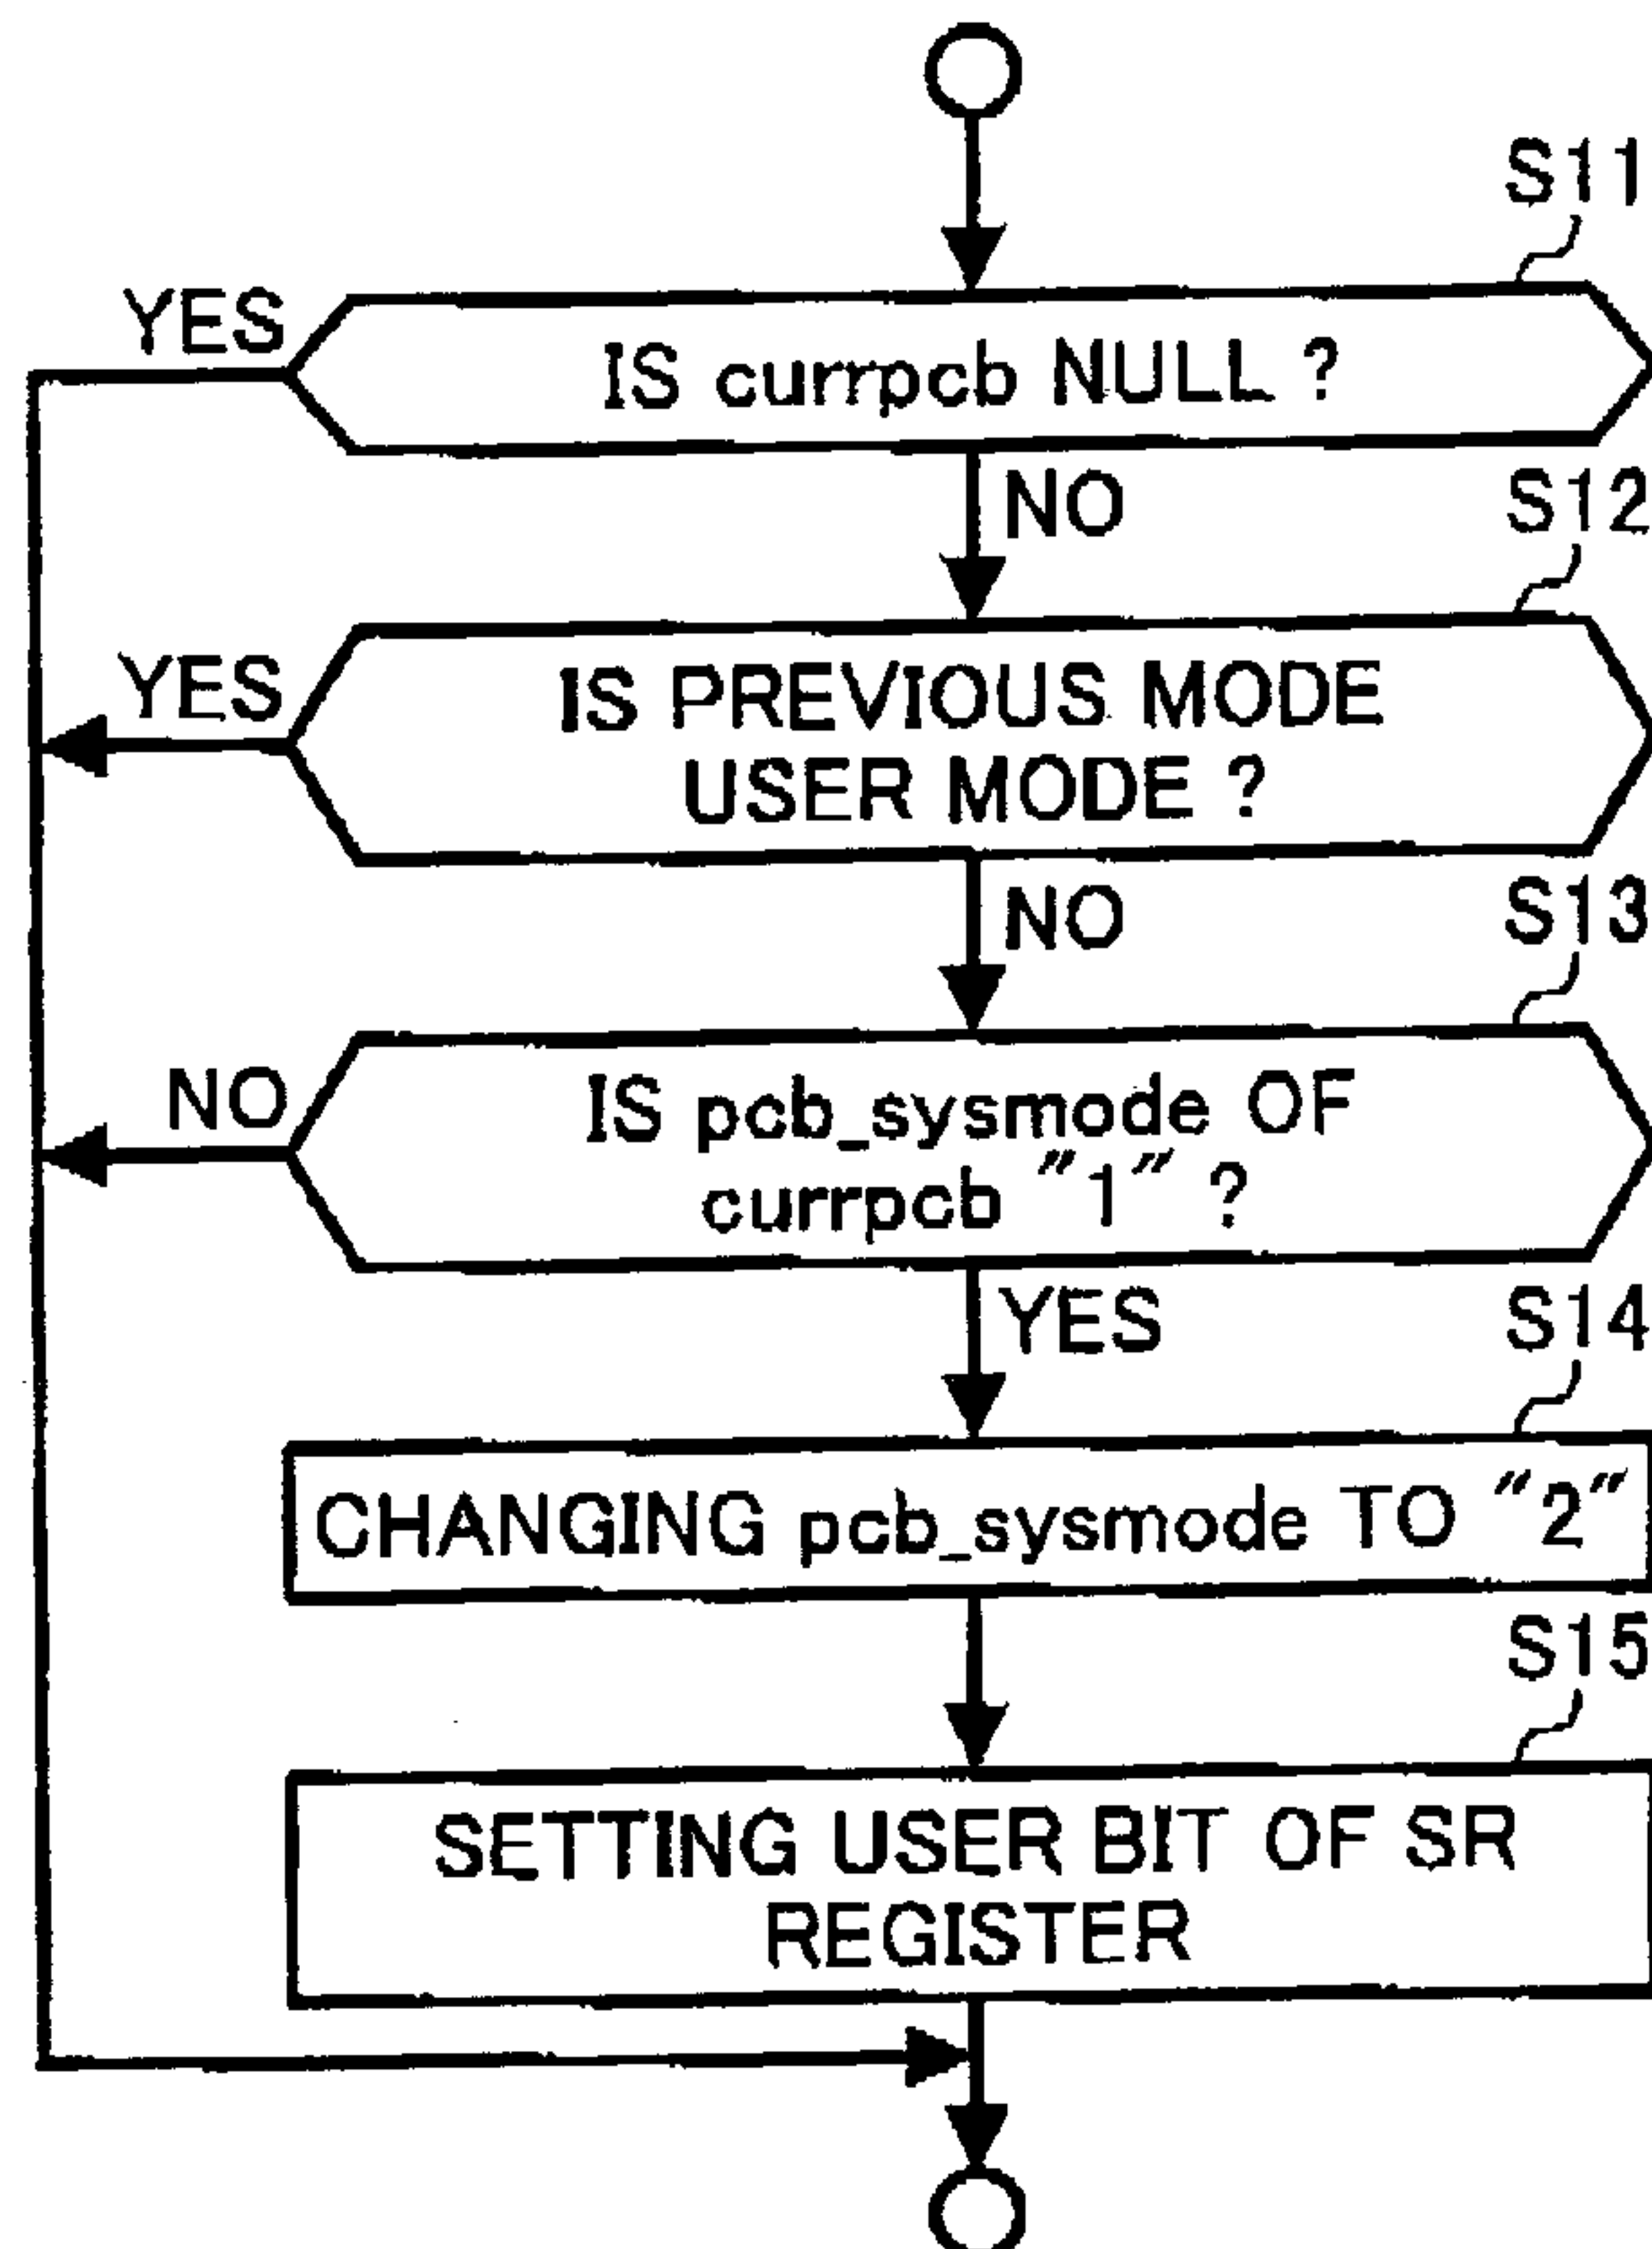 S11
YES
IS currpcb NULL ?
NO
S12
YES
IS PREVIOUS MODE
USER MODE ?
NO
S13
NO
IS pcb_sysmode OF
currpcb "1" ?
YES
S14
CHANGING pcb_sysmode TO "2"
S15
SETTING USER BIT OF SR
REGISTER